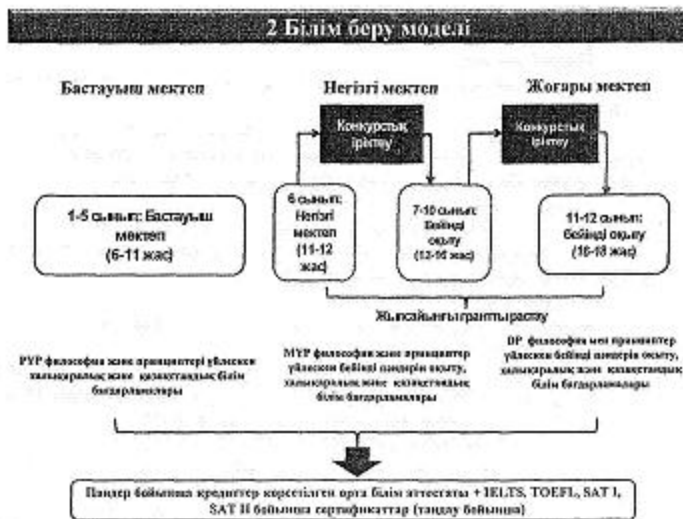 2 Білім беру моделі
Бастауыш мектеп
Негізгі мектеп
Жоғары мектеп
Конкурстық
іріктеу
Конкурстық
іріктеу
1-5 сынып: Бастауыш
мектеп
(6-11 жас)
6 сынып:
Негізгі
мектеп
(11-12
жас)
7-10 сынып:
Бейінді
оқыту
(12-16 жас)
11-12 сынып:
бейінді оқыту
(16-18 жас)
Жыл сайынғы грантты растау
PYP философия және принциптері үйлескен
халықаралық және қазақстандық білім
бағдарламалары
MYP философия және принциптер
үйлескен бейінді пәндерін оқыту,
халықаралық және қазақстандық
білім бағдарламалары
DP философия мен принциптер
үйлескен бейінді пәндерін оқыту,
халықаралық және қазақстандық
білім бағдарламалары
Пәндер бойынша кредиттер көрсетілген орта білім аттестаты + IELTS, TOEFL, SAT I,
SAT II бойынша сертификаттар (таңдау бойынша)